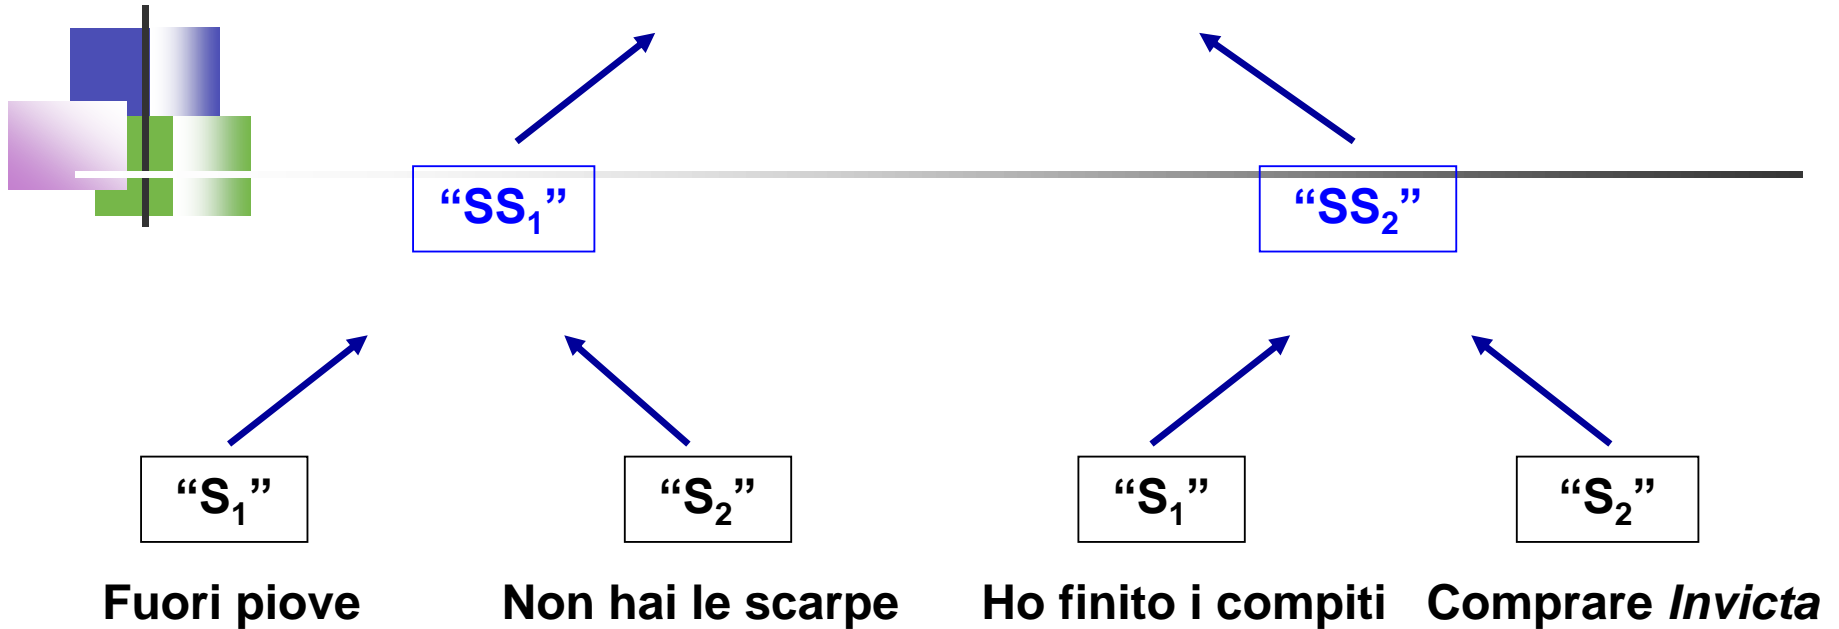 “SS1” “SS2”
“S1” “S2” “S1” “S2”
Fuori piove Non hai le scarpe Ho finito i compiti Comprare Invicta